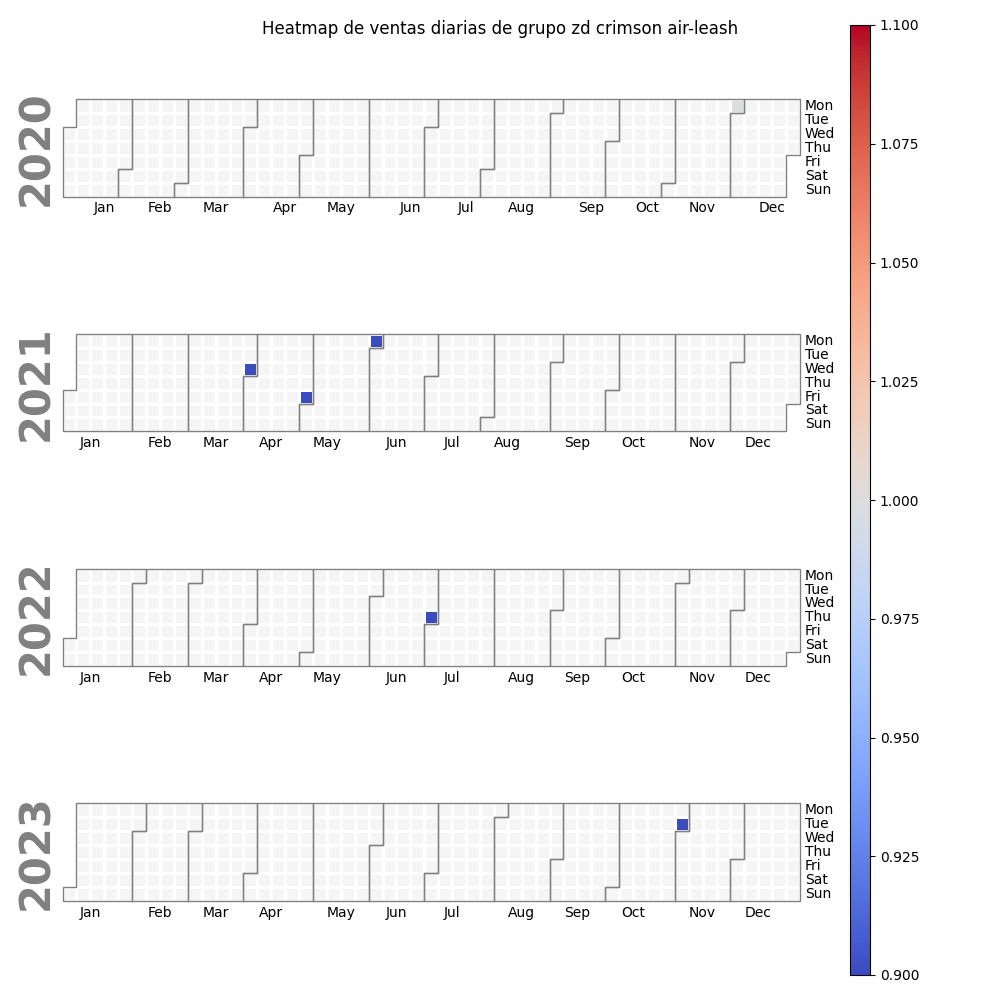 Heatmap de ventas diarias de grupo zd crimson air-leash
2020
Mon
Tue
Wed
Thu
Fri
Sat
Sun
Jan Feb Mar Apr May Jun Jul Aug Sep Oct Nov Dec
2021
Mon
Tue
Wed
Thu
Fri
Sat
Sun
Jan Feb Mar Apr May Jun Jul Aug Sep Oct Nov Dec
2022
Mon
Tue
Wed
Thu
Fri
Sat
Sun
Jan Feb Mar Apr May Jun Jul Aug Sep Oct Nov Dec
2023
Mon
Tue
Wed
Thu
Fri
Sat
Sun
Jan Feb Mar Apr May Jun Jul Aug Sep Oct Nov Dec
1.100
1.075
1.050
1.025
1.000
0.975
0.950
0.925
0.900